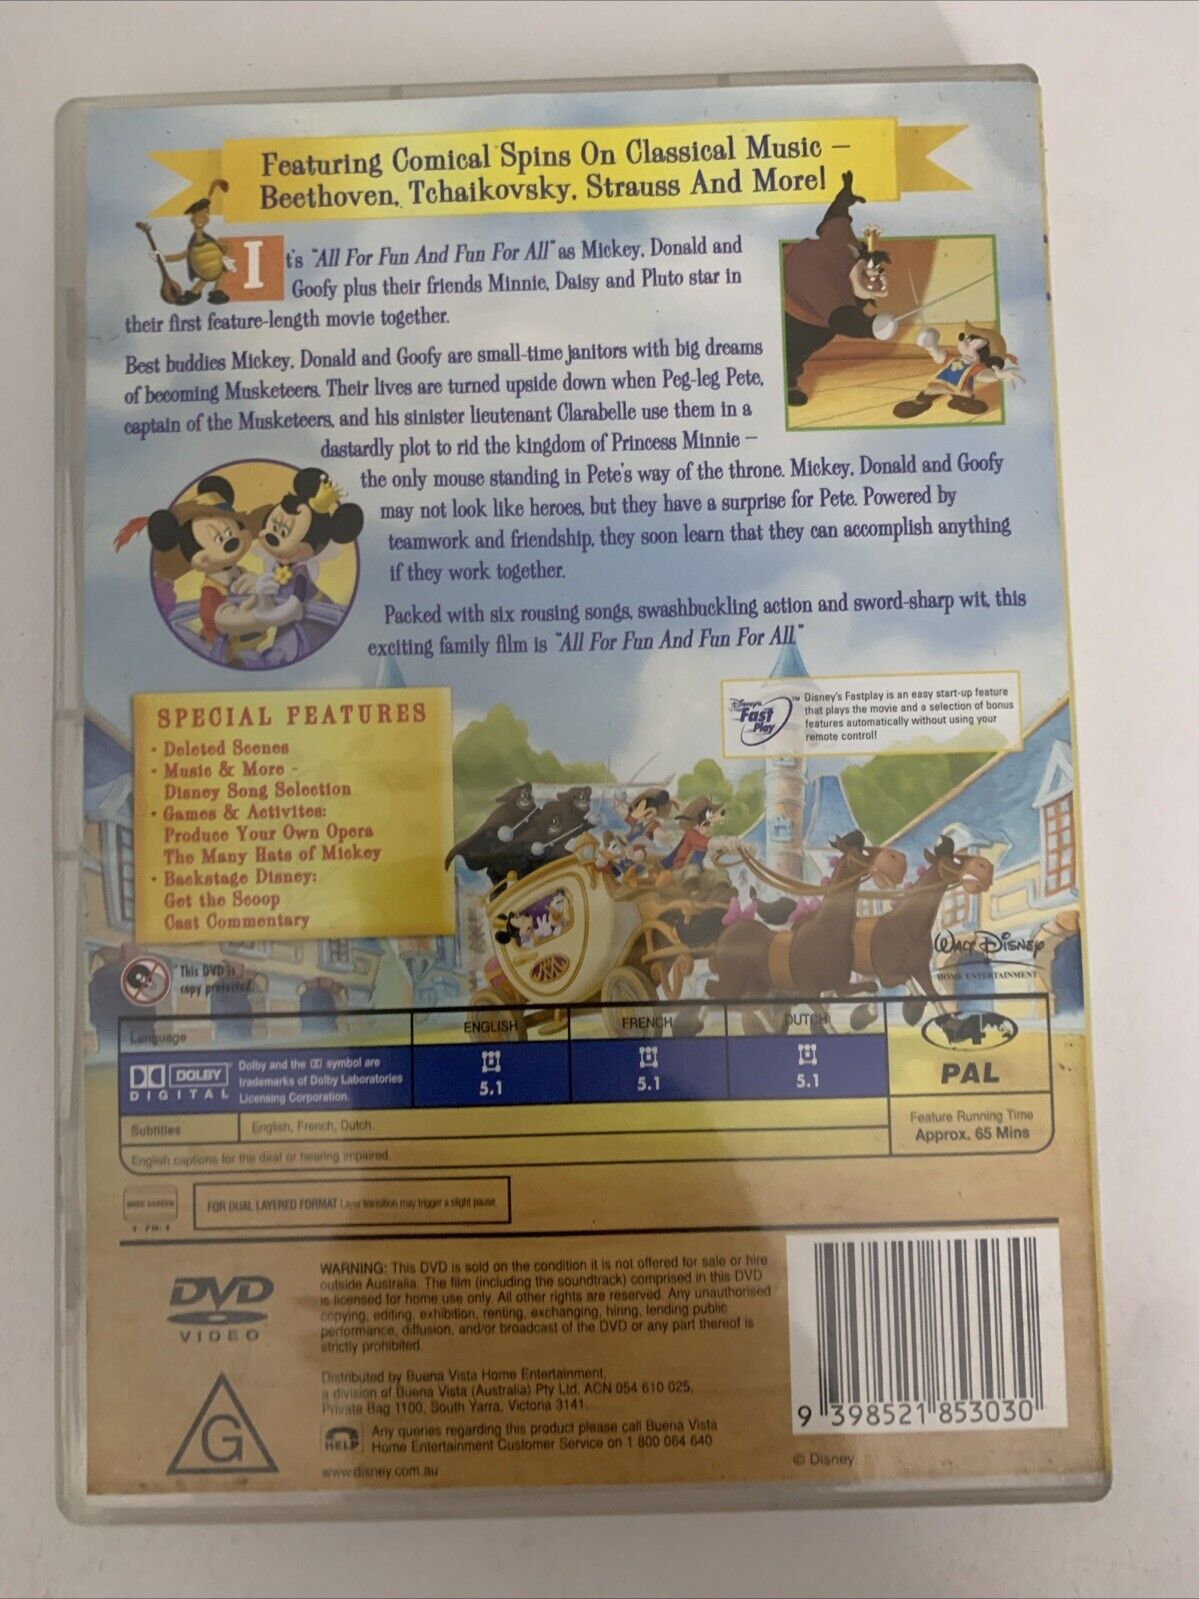 Featuring Comical Spins On Classical Music –
Beethoven, Tchaikovsky, Strauss And More!
It's "All For Fun And Fun For All" as Mickey, Donald and
Goofy plus their friends Minnie, Daisy and Pluto star in
their first feature-length movie together.
Best buddies Mickey, Donald and Goofy are small-time janitors with big dreams
of becoming Musketeers. Their lives are turned upside down when Peg-leg Pete,
captain of the Musketeers, and his sinister lieutenant Clarabelle use them in a
dastardly plot to rid the kingdom of Princess Minnie –
the only mouse standing in Pete's way of the throne. Mickey, Donald and Goofy
may not look like heroes, but they have a surprise for Pete. Powered by
teamwork and friendship, they soon learn that they can accomplish anything
if they work together.
Packed with six rousing songs, swashbuckling action and sword-sharp wit, this
exciting family film is "All For Fun And Fun For All."
SPECIAL FEATURES
• Deleted Scenes
• Music & More -
Disney Song Selection
• Games & Activites:
Produce Your Own Opera
The Many Hats of Mickey
• Backstage Disney:
Get the Scoop
Cast Commentary
Disney's Fast Play
™ Disney's Fastplay is an easy start-up feature
that plays the movie and a selection of bonus
features automatically without using your
remote control!
Walt Disney
HOME ENTERTAINMENT
This DVD is
copy protected.
Language ENGLISH FRENCH DUTCH
DOLBY
DIGITAL
Dolby and the DD symbol are
trademarks of Dolby Laboratories
Licensing Corporation.
5.1 5.1 5.1
4
PAL
Subtitles English, French, Dutch.
Feature Running Time
Approx. 65 Mins
English captions for the deaf or hearing impaired.
WIDE SCREEN
1.78:1
FOR DUAL LAYERED FORMAT Layer transition may trigger a slight pause.
DVD
VIDEO
WARNING: This DVD is sold on the condition it is not offered for sale or hire
outside Australia. The film (including the soundtrack) comprised in this DVD
is licensed for home use only. All other rights are reserved. Any unauthorised
copying, editing, exhibition, renting, exchanging, hiring, lending public
performance, diffusion, and/or broadcast of the DVD or any part thereof is
strictly prohibited.
Distributed by Buena Vista Home Entertainment,
a division of Buena Vista (Australia) Pty Ltd. ACN 054 610 025,
Private Bag 1100, South Yarra, Victoria 3141.
HELP
Any queries regarding this product please call Buena Vista
Home Entertainment Customer Service on 1 800 064 640
www.disney.com.au
G
9 398521 853030
© Disney